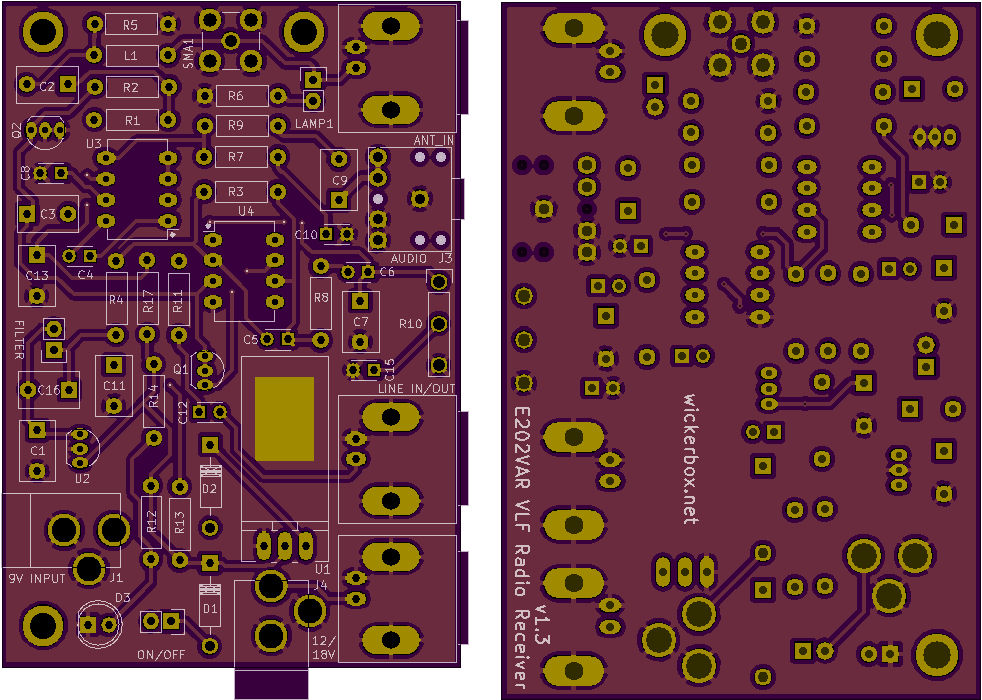 R5
L1
SMA1
C2
R2
R6
LAMP1
R1
R9
Q2
U3
ANT_IN
R7
C8
C9
R3
C3
U4
C10
AUDIO
J3
C13
C4
C6
R4
R17
R11
R8
C7
R10
FILTER
C5
C15
Q1
C11
C16
R14
LINE IN/OUT
C12
C1
U2
D2
R12
R13
U1
9V INPUT
J1
J4
D3
D1
ON/OFF
12/
18V
wickerbox.net
E202VAR VLF Radio Receiver
v1.3